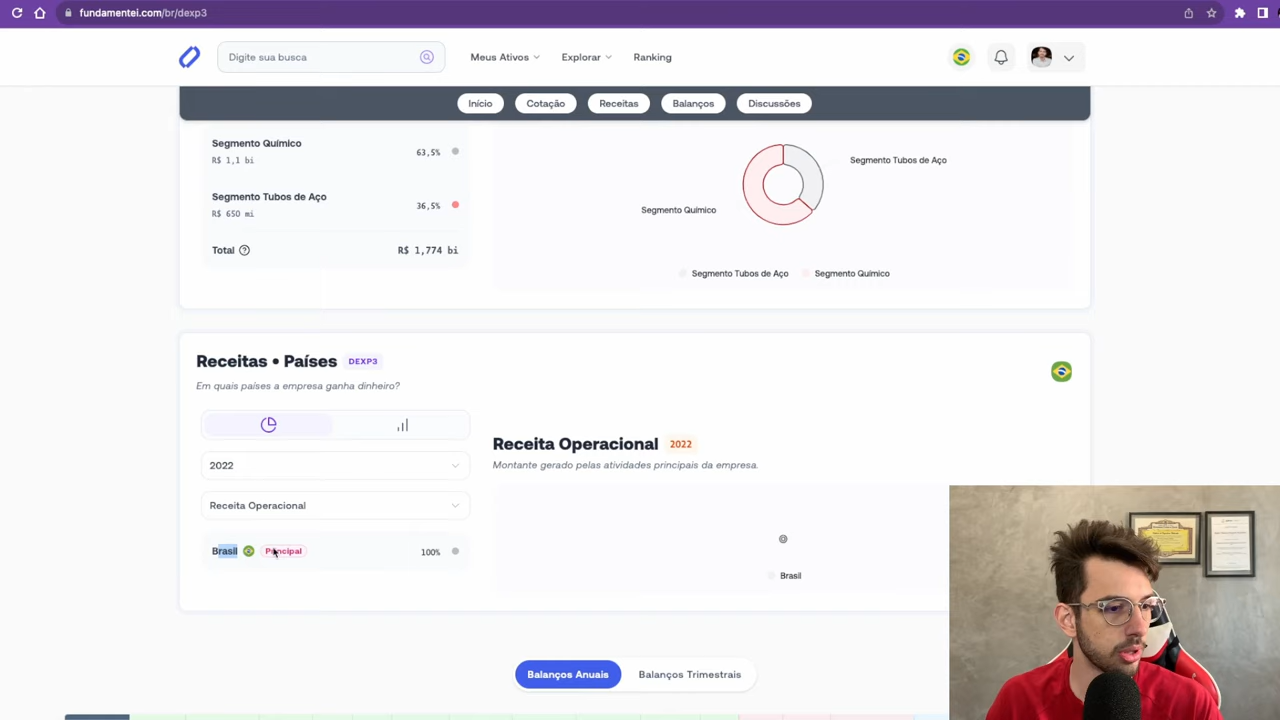 fundamentei.com/br/dexp3
Digite sua busca
Meus Ativos
Explorar
Ranking
Início
Cotação
Receitas
Balanços
Discussões
Segmento Químico
R$ 1,1 bi
63,5%
Segmento Tubos de Aço
R$ 650 mi
36,5%
Total
R$ 1,774 bi
Segmento Tubos de Aço
Segmento Químico
Segmento Tubos de Aço
Segmento Químico
Receitas • Países DEXP3
Em quais países a empresa ganha dinheiro?
2022
Receita Operacional
Brasil
Principal
100%
Receita Operacional 2022
Montante gerado pelas atividades principais da empresa.
Brasil
Balanços Anuais
Balanços Trimestrais